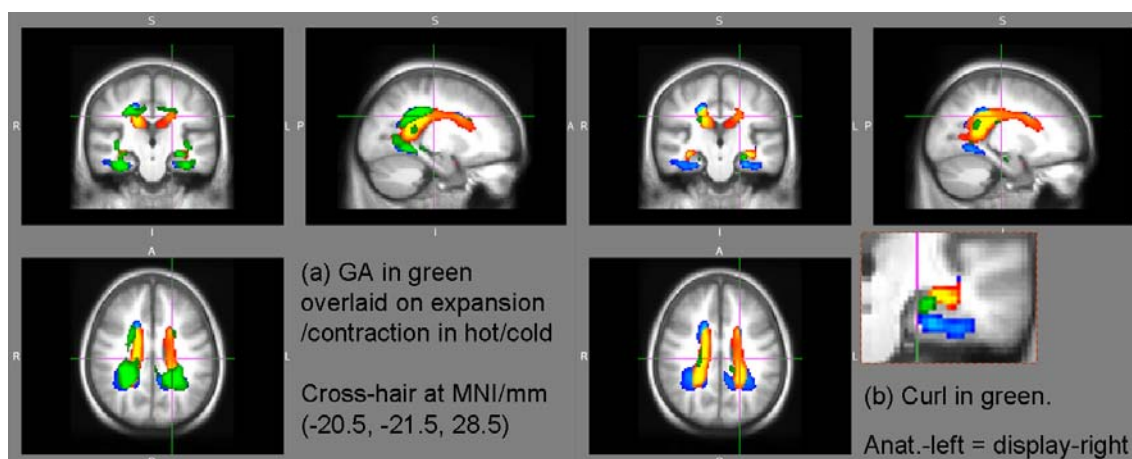 S
S
S
S
R
L
P
A
R
L
P
A
I
I
I
I
A
A
R
L
R
L
(a) GA in green
overlaid on expansion
/contraction in hot/cold
Cross-hair at MNI/mm
(-20.5, -21.5, 28.5)
(b) Curl in green.
Anat.-left = display-right